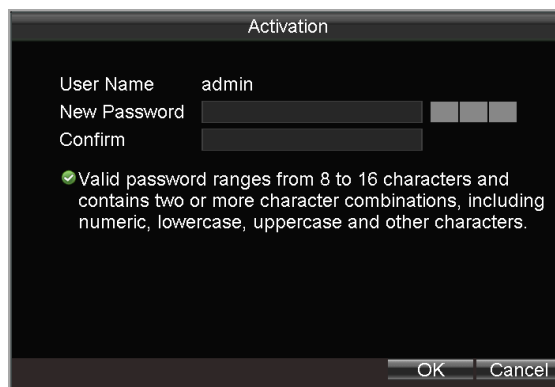 Activation
User Name admin
New Password
Confirm
Valid password ranges from 8 to 16 characters and
contains two or more character combinations, including
numeric, lowercase, uppercase and other characters.
OK Cancel